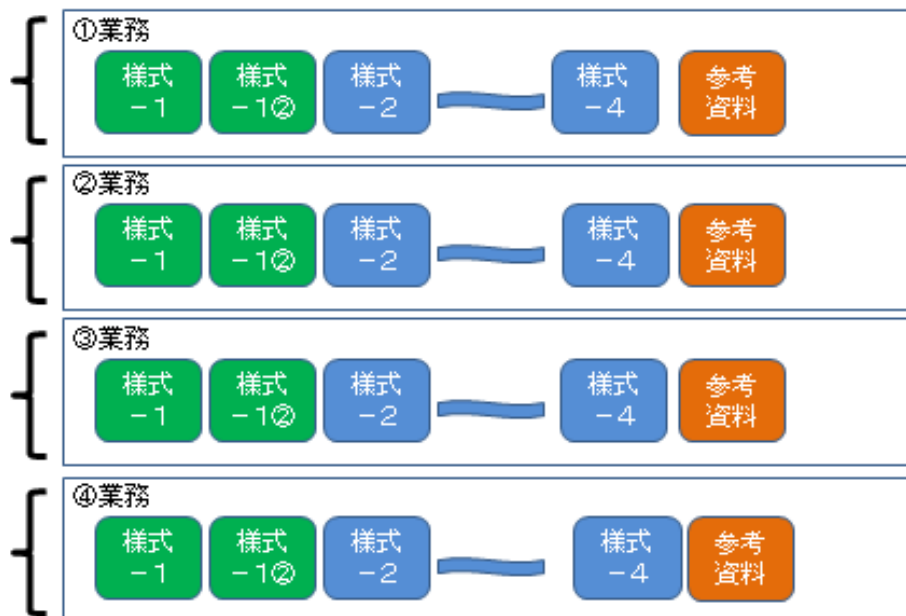 ①業務
様式
－1
様式
－1②
様式
－2
様式
－4
参考
資料
②業務
様式
－1
様式
－1②
様式
－2
様式
－4
参考
資料
③業務
様式
－1
様式
－1②
様式
－2
様式
－4
参考
資料
④業務
様式
－1
様式
－1②
様式
－2
様式
－4
参考
資料